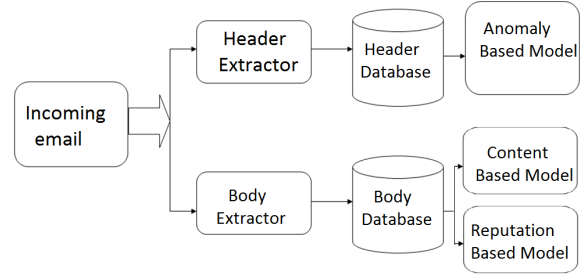 Incoming
email
Header
Extractor
Header
Database
Anomaly
Based Model
Body
Extractor
Body
Database
Content
Based Model
Reputation
Based Model